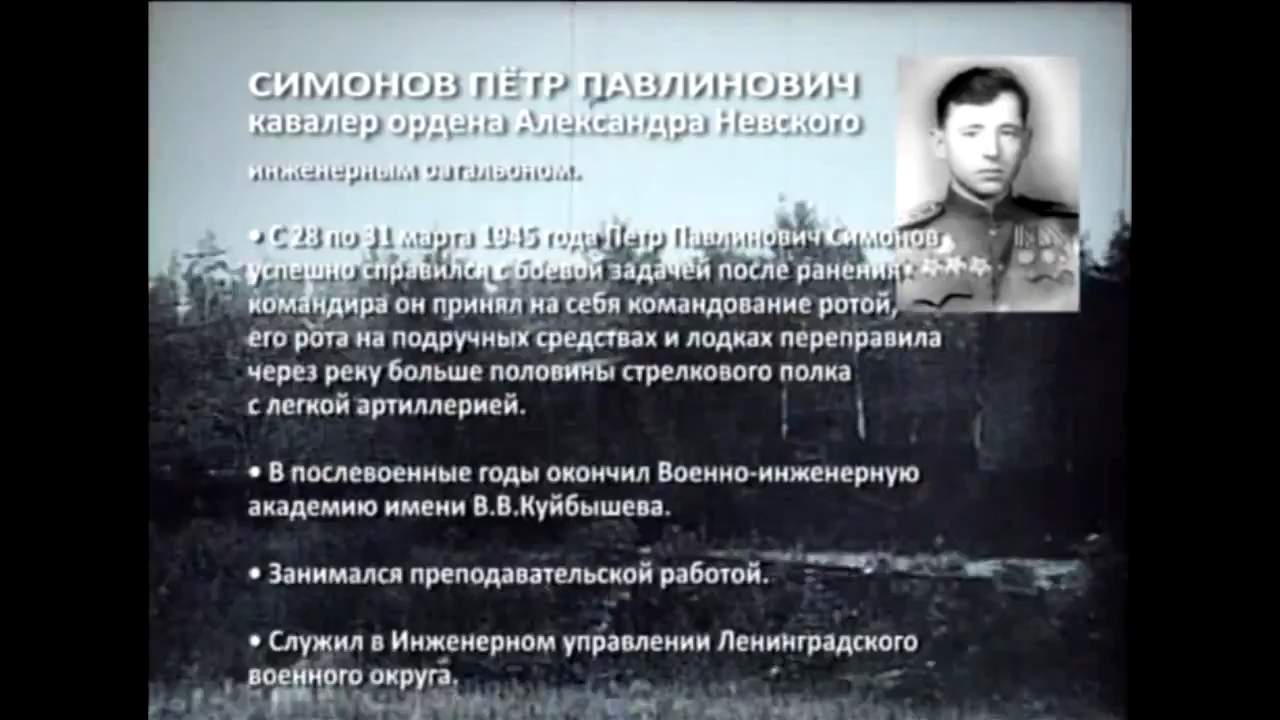 СИМОНОВ ПЁТР ПАВЛИНОВИЧ
кавалер ордена Александра Невского
инженерным батальоном.
• С 28 по 31 марта 1945 года Пётр Павлинович Симонов
успешно справился с боевой задачей после ранения
командира он принял на себя командование ротой,
его рота на подручных средствах и лодках переправила
через реку больше половины стрелкового полка
с легкой артиллерией.
• В послевоенные годы окончил Военно-инженерную
академию имени В.В.Куйбышева.
• Занимался преподавательской работой.
• Служил в Инженерном управлении Ленинградского
военного округа.